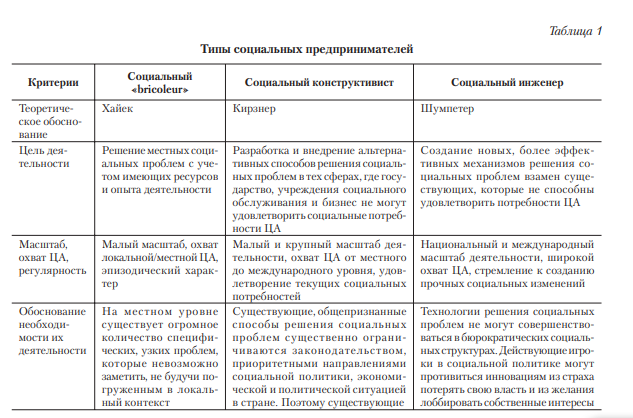 Таблица 1
Типы социальных предпринимателей
Критерии
Социальный
«bricoleur»
Социальный конструктивист
Социальный инженер
Теорети-
ческое обосно-
вание
Хайек
Кирзнер
Шумпетер
Цель дея-
тельности
Решение местных соци-
альных проблем с уче-
том имеющих ресурсов
и опыта деятельности
Разработка и внедрение альтерна-
тивных способов решения социаль-
ных проблем в тех сферах, где госу-
дарство, учреждения социального
обслуживания и бизнес не могут
удовлетворить социальные потреб-
ности ЦА
Создание новых, более эффек-
тивных механизмов решения со-
циальных проблем взамен суще-
ствующих, которые не способны
удовлетворить потребности ЦА
Масштаб,
охват ЦА,
регулярность
Малый масштаб, охват
локальной/местной ЦА,
эпизодический харак-
тер
Малый и крупный масштаб дея-
тельности, охват ЦА от местного
до международного уровня, удов-
летворение текущих социальных
потребностей
Национальный и международный
масштаб деятельности, широкой
охват ЦА, стремление к созданию
прочных социальных изменений
Обоснование
необходи-
мости их
деятельности
На местном уровне
существует огромное
количество специфи-
ческих, узких проблем,
которые невозможно
заметить, не будучи по-
груженным в локаль-
ный контекст
Существующие, общепризнанные
способы решения социальных
проблем существенно ограни-
чиваются законодательством,
приоритетными направлениями
социальной политики, экономи-
ческой и политической ситуацией
в стране. Поэтому существующие
Технологии решения социальных
проблем не могут совершенство-
ваться в бюрократических социаль-
ных структурах. Действующие игро-
ки в социальной политике могут
противиться инновациям из страха
потерять свою власть и из желания
лоббировать собственные интересы